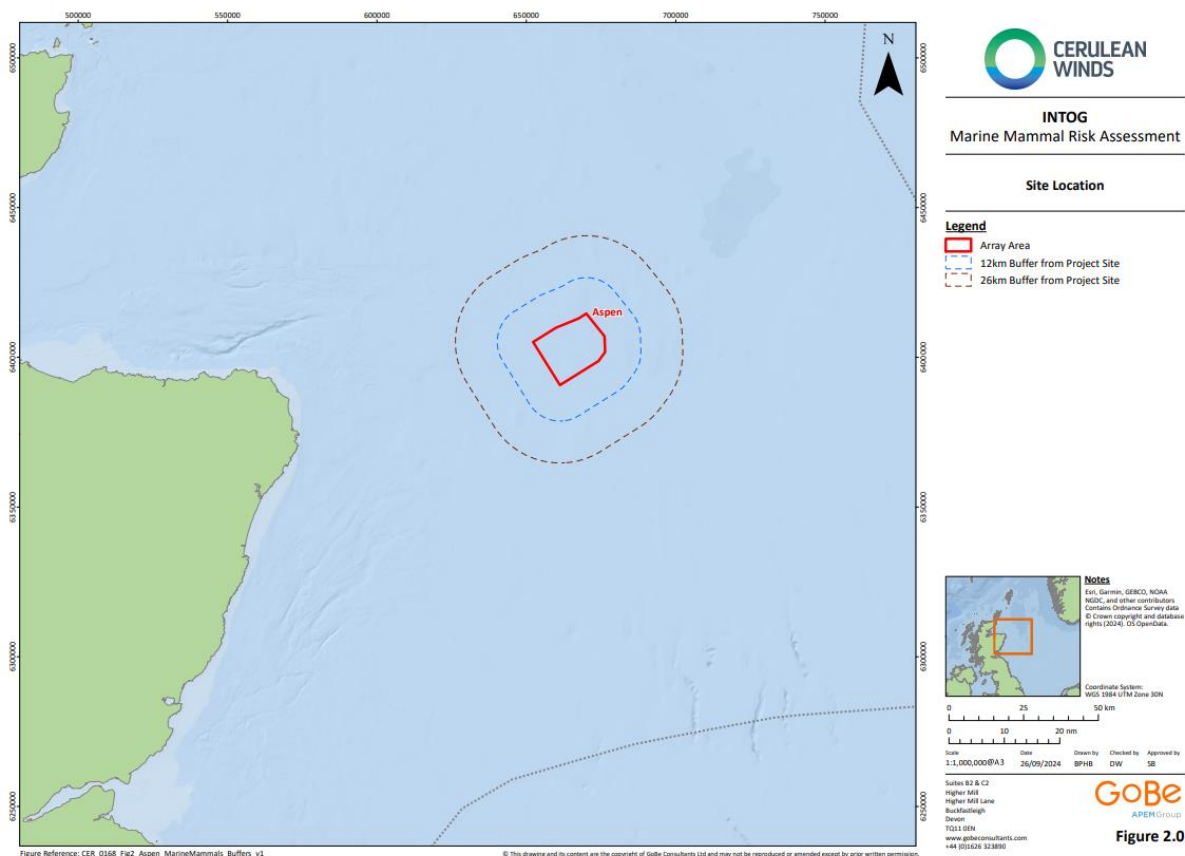 500000 550000 600000 650000 700000 750000
6500000 6500000
6450000 6450000
6400000 6400000
6350000 6350000
6300000 6300000
6250000 6250000
N
Aspen
CERULEAN
WINDS
INTOG
Marine Mammal Risk Assessment
Site Location
Legend
Array Area
12km Buffer from Project Site
26km Buffer from Project Site
Notes
Esri, Garmin, GEBCO, NOAA
NGDC, and other contributors
Contains Ordnance Survey data
© Crown copyright and database
rights (2024). OS OpenData.
Coordinate System:
WGS 1984 UTM Zone 30N
0 25 50 km
0 10 20 nm
Scale Date Drawn by Checked by Approved by
1:1,000,000@A3 26/09/2024 BPHB DW SB
Suites B2 & C2
Higher Mill
Higher Mill Lane
Buckfastleigh
Devon
TQ11 0EN
www.gobeconsultants.com
+44 (0)1626 323890
GoBe
APEMGroup
Figure 2.0
Figure Reference: CER_0168_Fig2_Aspen_MarineMammals_Buffers_v1
© This drawing and its content are the copyright of GoBe Consultants Ltd and may not be reproduced or amended except by prior written permission.